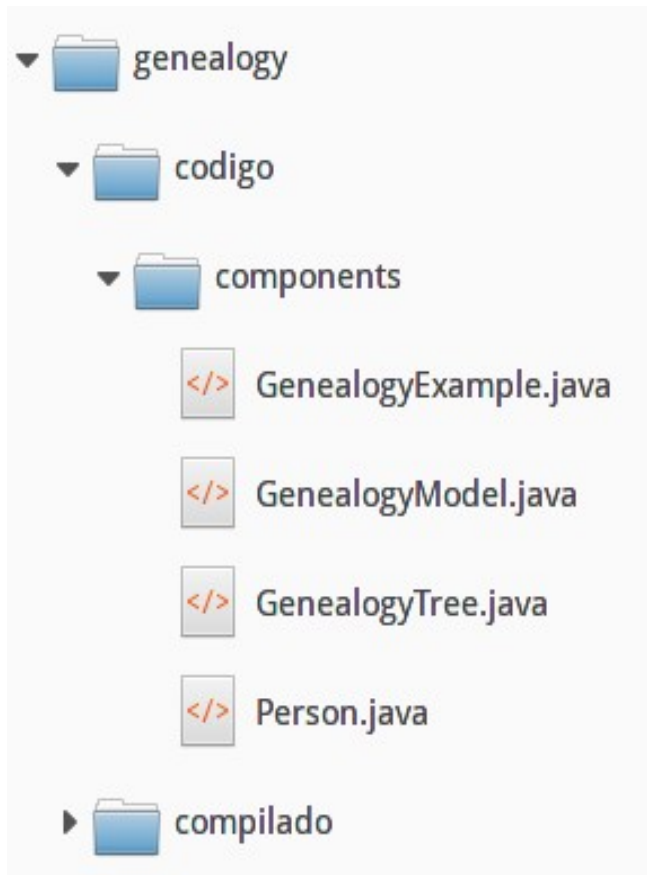 genealogy
codigo
components
</> GenealogyExample.java
</> GenealogyModel.java
</> GenealogyTree.java
</> Person.java
compilado